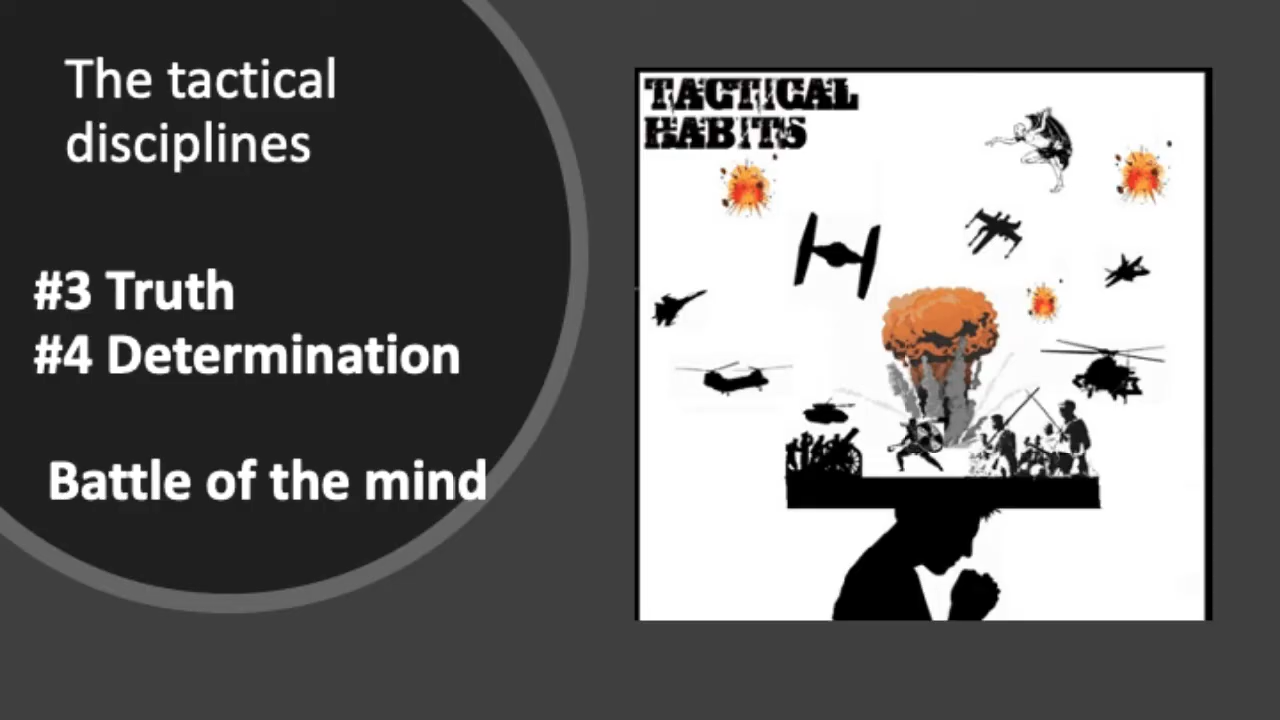 The tactical
disciplines
#3 Truth
#4 Determination
Battle of the mind
TACTICAL
HABITS